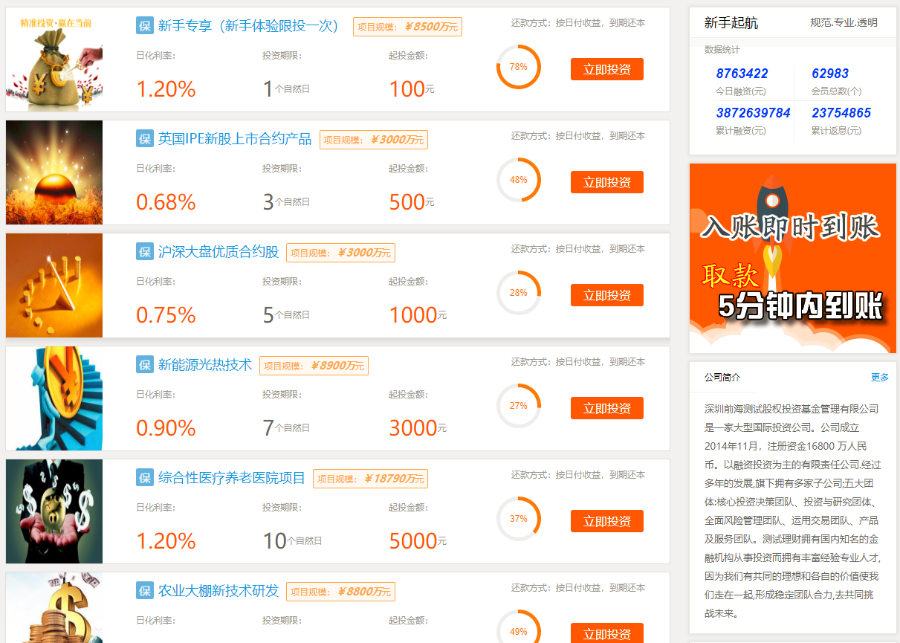 精准投资·赢在当前
保 新手专享（新手体验限投一次） 项目规模：￥8500万元
还款方式：按日付收益，到期还本
日化利率： 投资期限： 起投金额：
1.20% 1个自然日 100元 78% 立即投资
保 英国IPE新股上市合约产品 项目规模：￥3000万元
还款方式：按日付收益，到期还本
日化利率： 投资期限： 起投金额：
0.68% 3个自然日 500元 48% 立即投资
保 沪深大盘优质合约股 项目规模：￥3000万元
还款方式：按日付收益，到期还本
日化利率： 投资期限： 起投金额：
0.75% 5个自然日 1000元 28% 立即投资
保 新能源光热技术 项目规模：￥8900万元
还款方式：按日付收益，到期还本
日化利率： 投资期限： 起投金额：
0.90% 7个自然日 3000元 27% 立即投资
保 综合性医疗养老医院项目 项目规模：￥18790万元
还款方式：按日付收益，到期还本
日化利率： 投资期限： 起投金额：
1.20% 10个自然日 5000元 37% 立即投资
保 农业大棚新技术研发 项目规模：￥8800万元
还款方式：按日付收益，到期还本
日化利率： 投资期限： 起投金额：
49% 立即投资
新手起航 规范.专业.透明
数据统计
8763422 62983
今日融资(元) 会员总数(个)
3872639784 23754865
累计融资(元) 累计返息(元)
入账即时到账
取款
5分钟内到账
公司简介 更多
深圳前海测试股权投资基金管理有限公司
是一家大型国际投资公司。公司成立
2014年11月，注册资金16800 万人民
币。以融资投资为主的有限责任公司.经过
多年的发展,旗下拥有多家子公司;五大团
体:核心投资决策团队、投资与研究团体、
全面风险管理团队、运用交易团队、产品
及服务团队。测试理财拥有国内知名的金
融机构从事投资而拥有丰富经验专业人才,
因为我们有共同的理想和各自的价值使我
们走在一起,形成稳定团队合力,去共同挑
战未来。